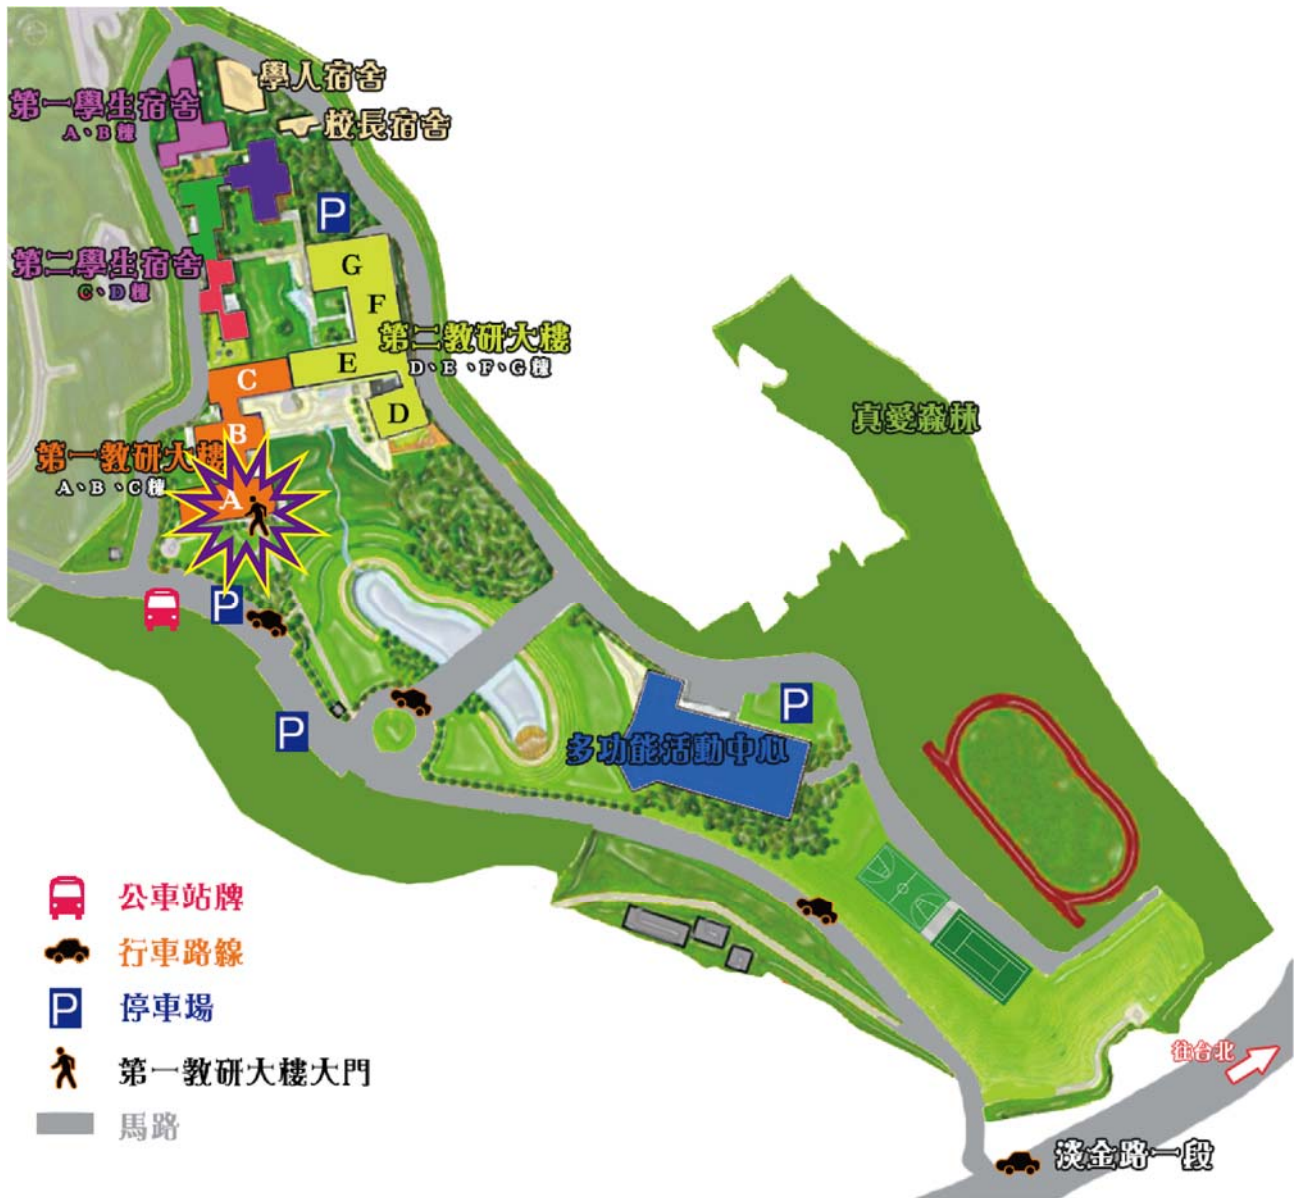 學人宿舍
第一學生宿舍
A、B 棟
校長宿舍
P
第二學生宿舍
C、D 棟
G
F
第二教研大樓
D、E、F、G 棟
E
C
D
真愛森林
B
第一教研大樓
A、B、C 棟
A
P
P
P
多功能活動中心
公車站牌
行車路線
P
停車場
第一教研大樓大門
馬路
往台北
淡金路一段